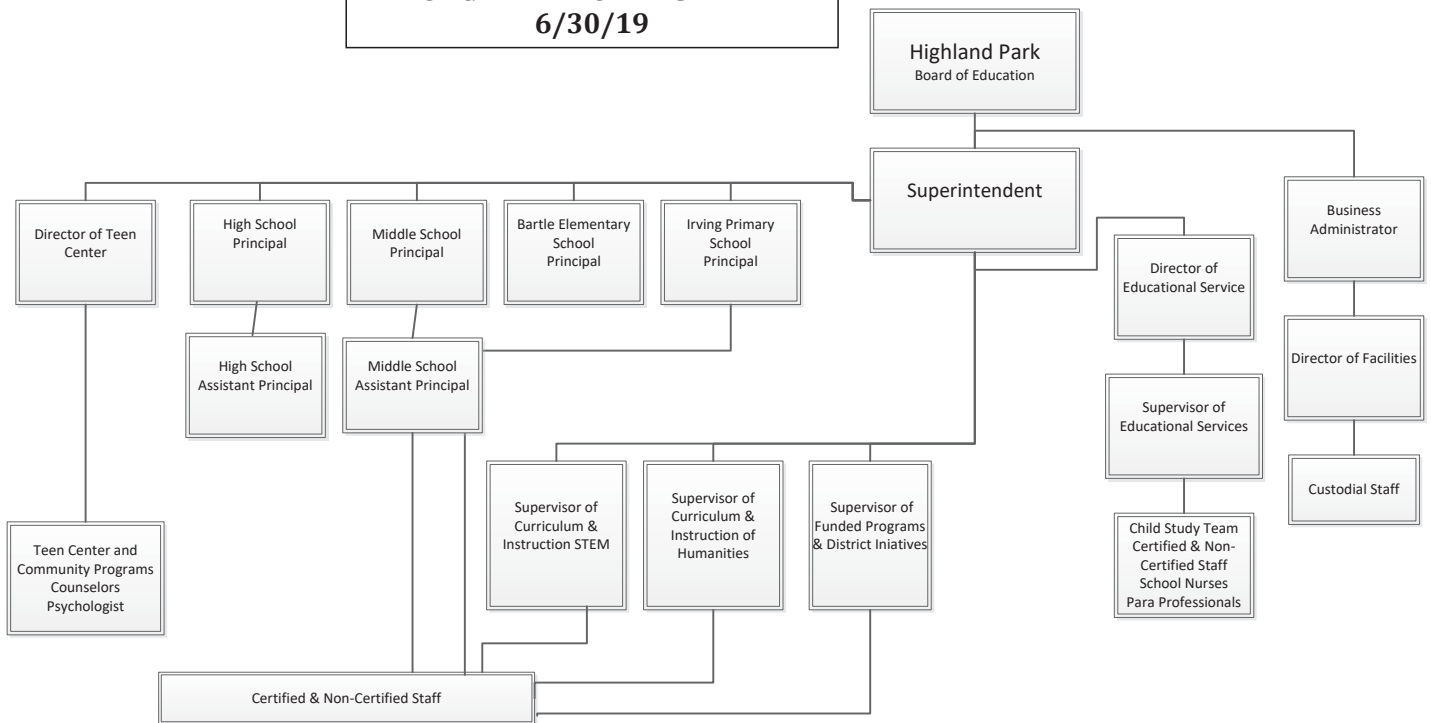 6/30/19
Highland Park
Board of Education
Superintendent
Business
Administrator
Director of Teen
Center
High School
Principal
Middle School
Principal
Bartle Elementary
School
Principal
Irving Primary
School
Principal
Director of
Educational Service
Director of Facilities
High School
Assistant Principal
Middle School
Assistant Principal
Supervisor of
Educational Services
Custodial Staff
Supervisor of
Curriculum &
Instruction STEM
Supervisor of
Curriculum &
Instruction of
Humanities
Supervisor of
Funded Programs
& District Iniatives
Child Study Team
Certified & Non-
Certified Staff
School Nurses
Para Professionals
Teen Center and
Community Programs
Counselors
Psychologist
Certified & Non-Certified Staff